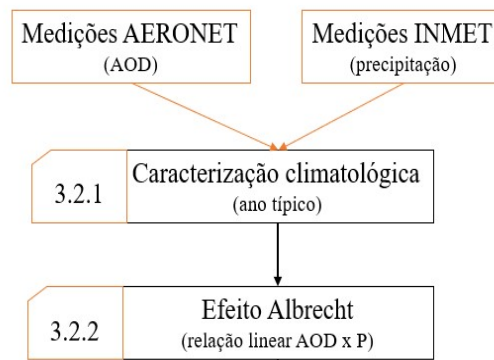 Medições AERONET
(AOD)
Medições INMET
(precipitação)
3.2.1
Caracterização climatológica
(ano típico)
3.2.2
Efeito Albrecht
(relação linear AOD x P)